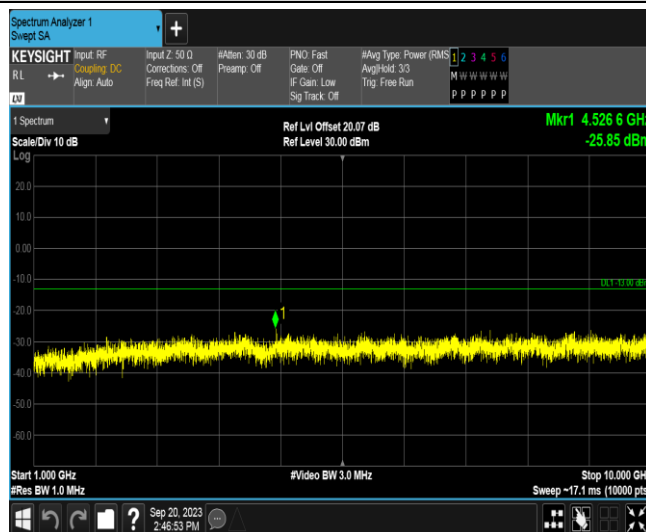 Spectrum Analyzer 1
Swept SA
KEYSIGHT
RL
LXI
Input: RF
Coupling: DC
Align: Auto
Input Z: 50 Ω
Corrections: Off
Freq Ref: Int (S)
#Atten: 30 dB
Preamp: Off
PNO: Fast
Gate: Off
IF Gain: Low
Sig Track: Off
#Avg Type: Power (RMS
Avg|Hold: 3/3
Trig: Free Run
1 2 3 4 5 6
M W W W W W
P P P P P P
1 Spectrum
Scale/Div 10 dB
Log
Ref Lvl Offset 20.07 dB
Ref Level 30.00 dBm
Mkr1 4.526 6 GHz
-25.85 dBm
20.0
10.0
0.00
-10.0
DL1 -13.00 dBm
-20.0
1
-30.0
-40.0
-50.0
-60.0
Start 1.000 GHz
#Res BW 1.0 MHz
#Video BW 3.0 MHz
Stop 10.000 GHz
Sweep ~17.1 ms (10000 pts)
?
Sep 20, 2023
2:46:53 PM